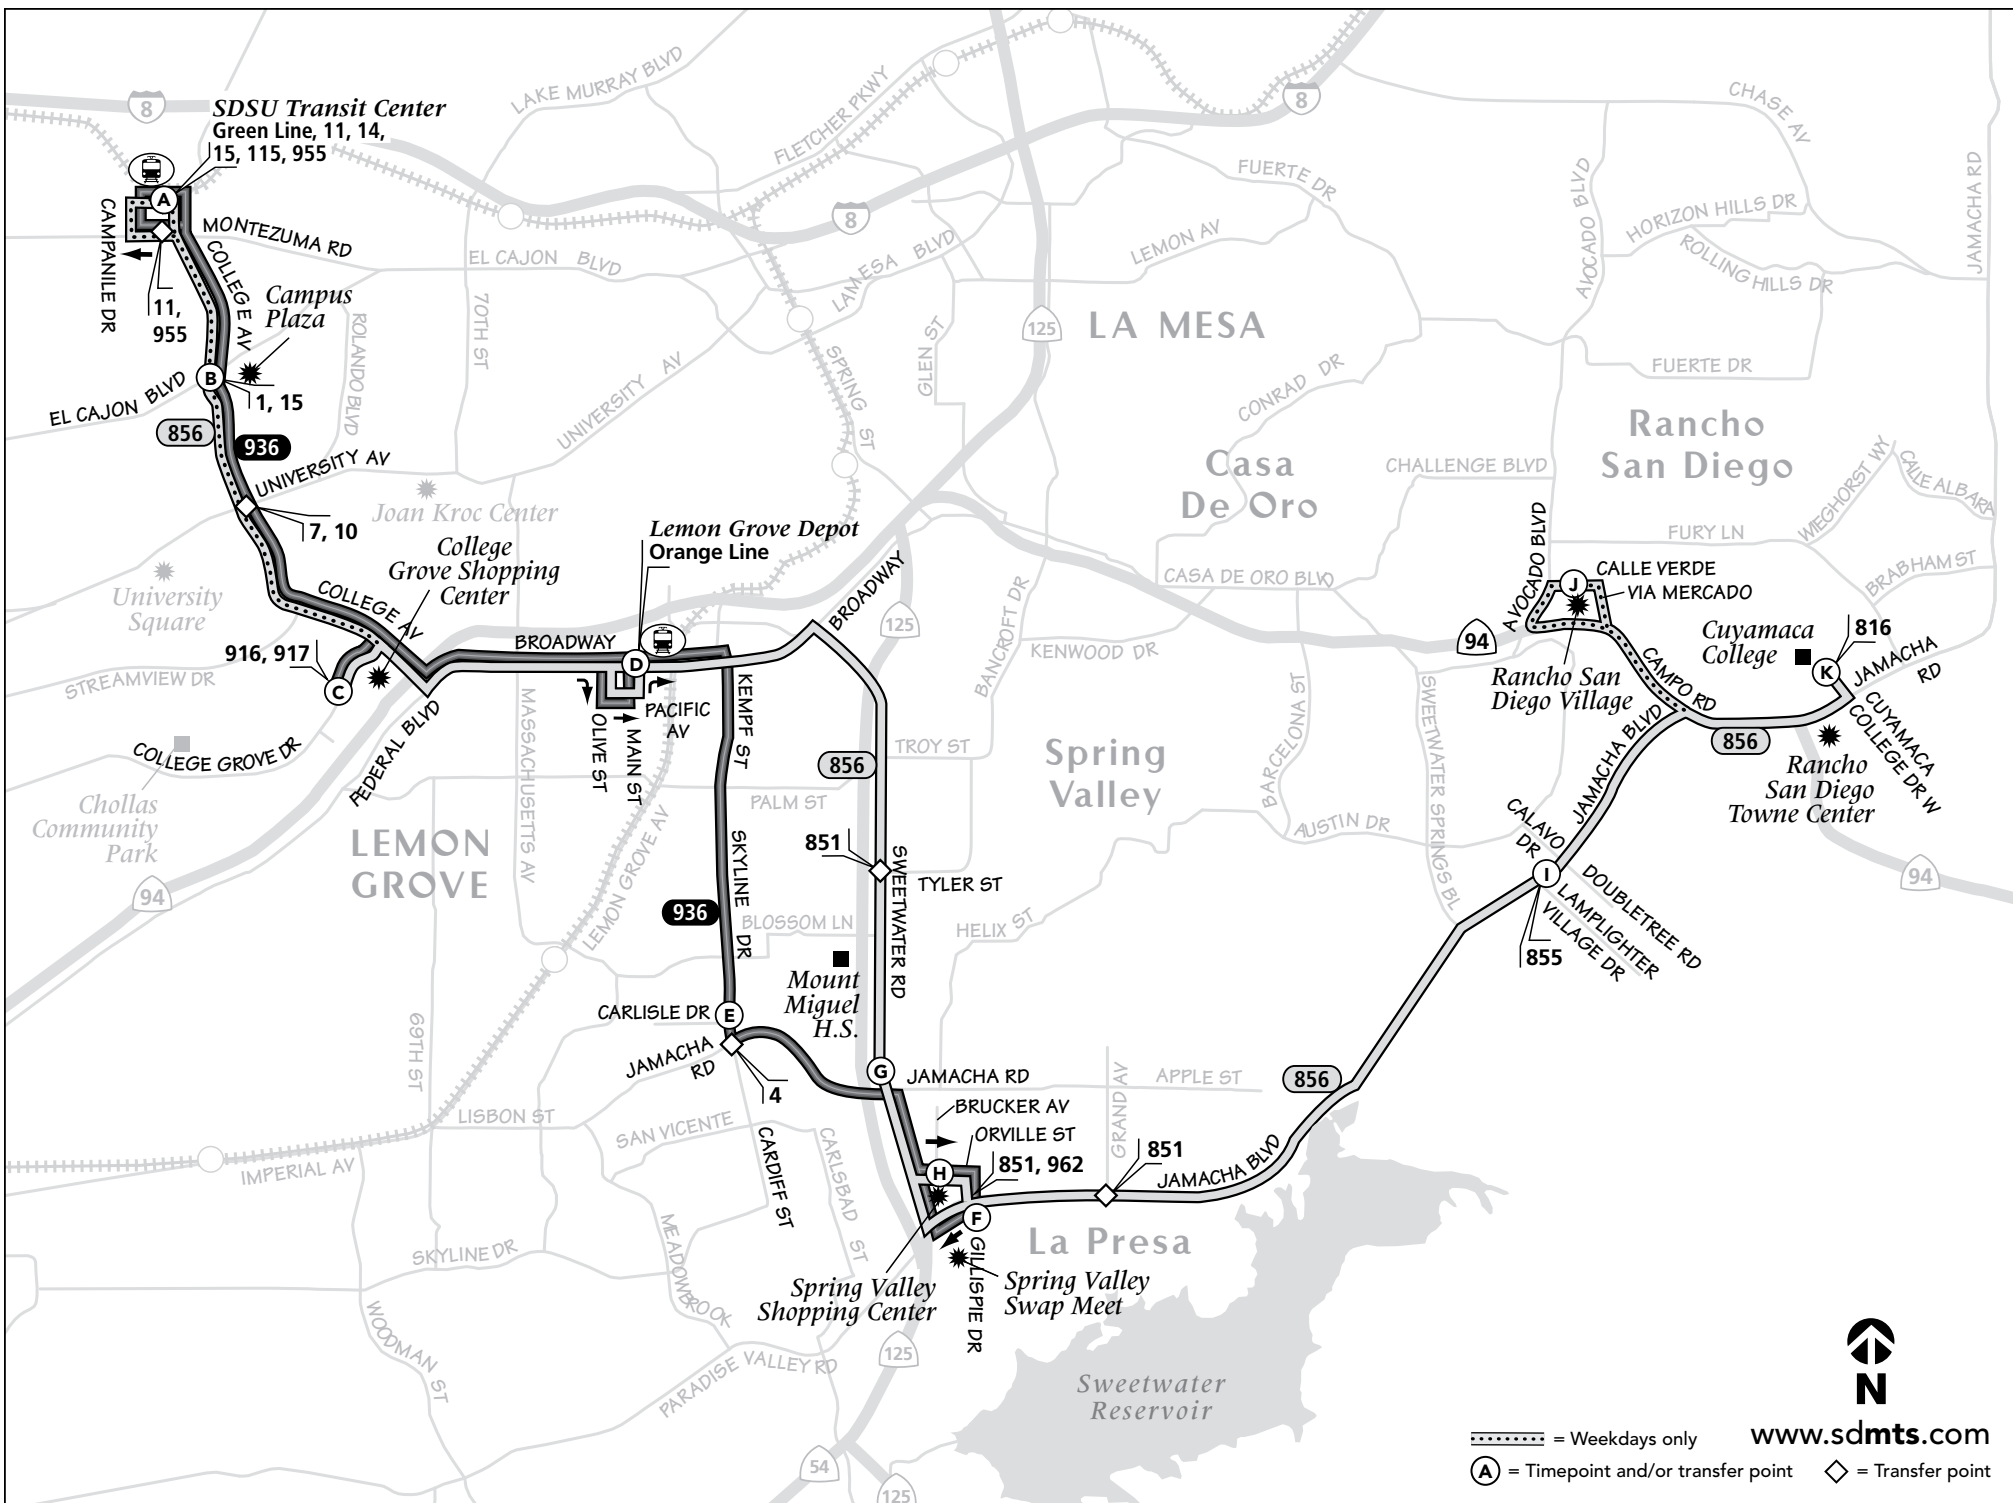 8
SDSU Transit Center
Green Line, 11, 14,
15, 115, 955
A
CAMPANILE DR
MONTEZUMA RD
COLLEGE AV
11,
955
Campus
Plaza
B
1, 15
EL CAJON BLVD
856
936
UNIVERSITY AV
7, 10
Joan Kroc Center
University
Square
College
Grove Shopping
Center
COLLEGE AV
916, 917
C
STREAMVIEW DR
COLLEGE GROVE DR
Chollas
Community
Park
FEDERAL BLVD
94
LEMON
GROVE
LAKE MURRAY BLVD
FLETCHER PKWY
8
8
EL CAJON BLVD
LA MESA BLVD
70TH ST
ROLANDO BLVD
UNIVERSITY AV
SPRING ST
GLEN ST
125
LA MESA
LEMON AV
FUERTE DR
CHASE AV
AVOCADO BLVD
HORIZON HILLS DR
ROLLING HILLS DR
JAMACHA RD
FUERTE DR
CONRAD DR
Casa
De Oro
CHALLENGE BLVD
Rancho
San Diego
WIEGHORST WY
CALLE ALBARA
FURY LN
BRABHAM ST
CASA DE ORO BLVD
Lemon Grove Depot
Orange Line
BROADWAY
D
BROADWAY
125
BANCROFT DR
KENWOOD DR
OLIVE ST
MAIN ST
PACIFIC
AV
KEMPF ST
MASSACHUSETTS AV
LEMON GROVE AV
PALM ST
TROY ST
856
Spring
Valley
BARCELONA ST
AUSTIN DR
SWEETWATER SPRINGS BL
851
TYLER ST
SWEETWATER RD
SKYLINE DR
936
BLOSSOM LN
HELIX ST
Mount
Miguel
H.S.
CARLISLE DR
E
JAMACHA
RD
4
G
JAMACHA RD
BRUCKER AV
ORVILLE ST
H
851, 962
F
GILLISPIE DR
Spring Valley
Shopping Center
Spring Valley
Swap Meet
La Presa
GRAND AV
APPLE ST
851
JAMACHA BLVD
856
AVOCADO BLVD
J
CALLE VERDE
VIA MERCADO
94
Rancho San
Diego Village
CAMPO RD
Cuyamaca
College
816
K
JAMACHA
RD
CUYAMACA
COLLEGE DR W
856
Rancho
San Diego
Towne Center
JAMACHA BLVD
CALAVO
DR
I
DOUBLETREE RD
LAMPLIGHTER
VILLAGE DR
855
94
69TH ST
LISBON ST
IMPERIAL AV
SAN VICENTE
CARDIFF ST
CARLSBAD ST
MEADOWBROOK
SKYLINE DR
WOODMAN ST
PARADISE VALLEY RD
125
54
125
Sweetwater
Reservoir
N
www.sdmts.com
= Weekdays only
A = Timepoint and/or transfer point
= Transfer point